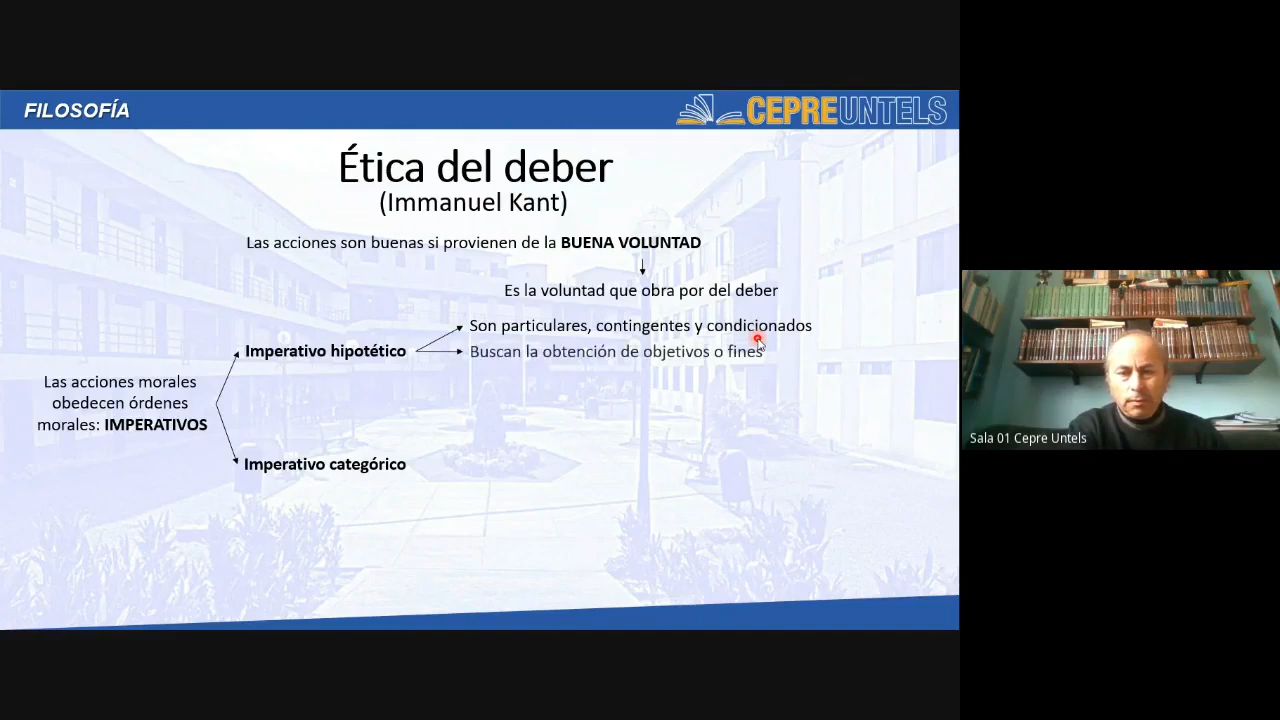 FILOSOFÍA
CEPREUNTELS
Ética del deber
(Immanuel Kant)
Las acciones son buenas si provienen de la BUENA VOLUNTAD
Es la voluntad que obra por del deber
Son particulares, contingentes y condicionados
Imperativo hipotético
Buscan la obtención de objetivos o fines
Las acciones morales
obedecen órdenes
morales: IMPERATIVOS
Imperativo categórico
Sala 01 Cepre Untels